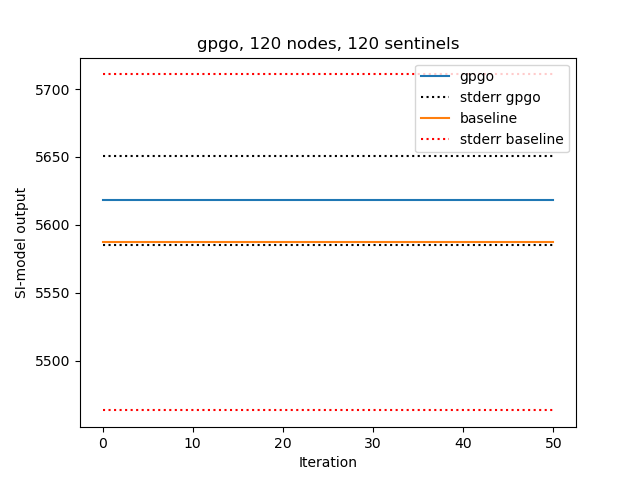 gpgo, 120 nodes, 120 sentinels
SI-model output
5700
5650
5600
5550
5500
gpgo
stderr gpgo
baseline
stderr baseline
0
10
20
30
40
50
Iteration